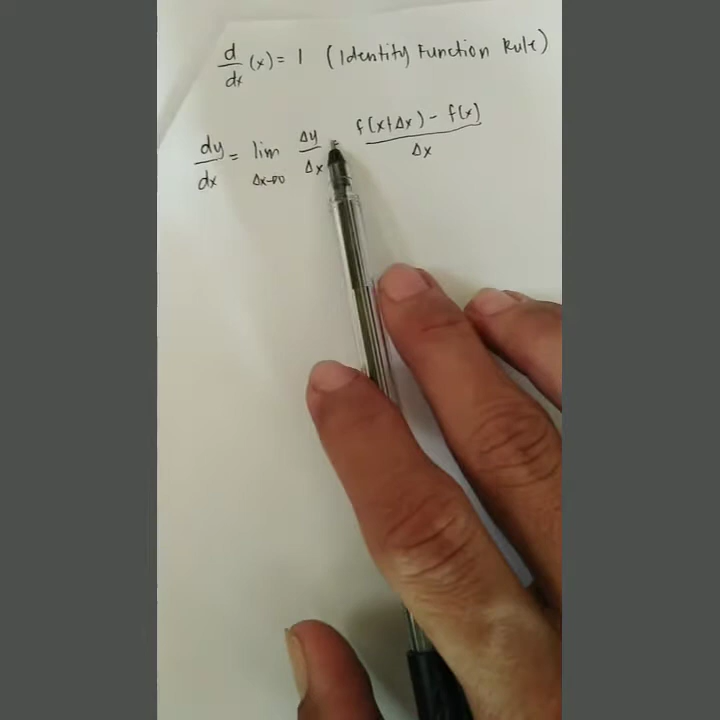 d/dx (x) = 1 (Identity Function Rule)
dy/dx = lim Δx→0 Δy/Δx = f(x+Δx) - f(x) / Δx